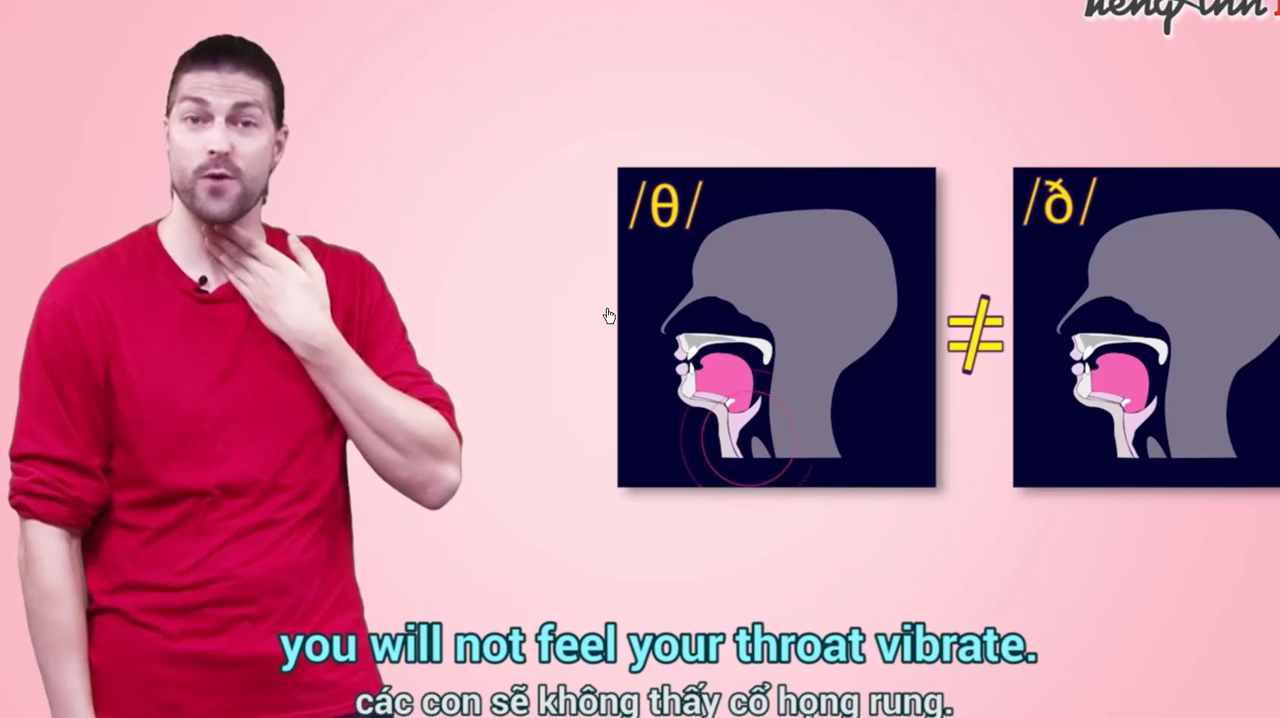 /θ/
≠
/ð/
you will not feel your throat vibrate.
các con sẽ không thấy cổ họng rung.